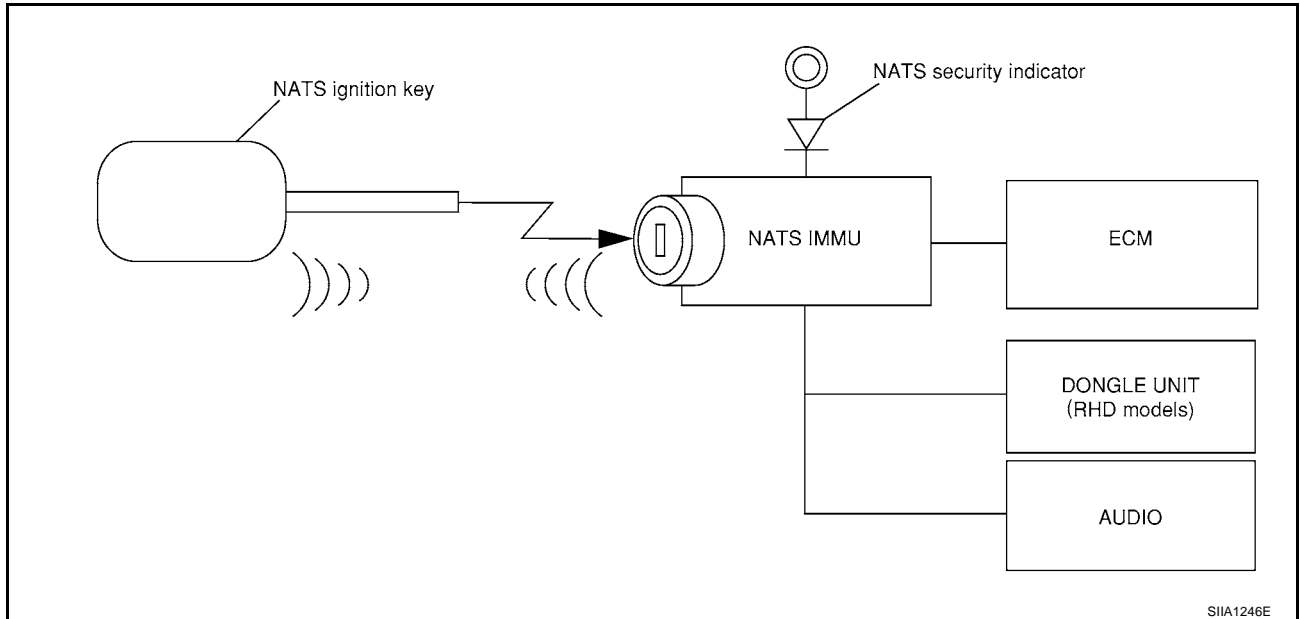 NATS ignition key
NATS security indicator
NATS IMMU
ECM
DONGLE UNIT
(RHD models)
AUDIO
SIIA1246E